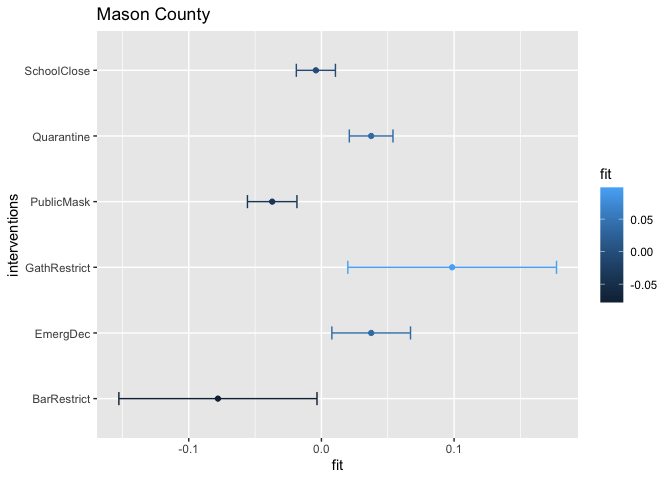 Mason County
interventions
SchoolClose
Quarantine
PublicMask
GathRestrict
EmergDec
BarRestrict
-0.1
0.0
0.1
fit
fit
0.05
0.00
-0.05